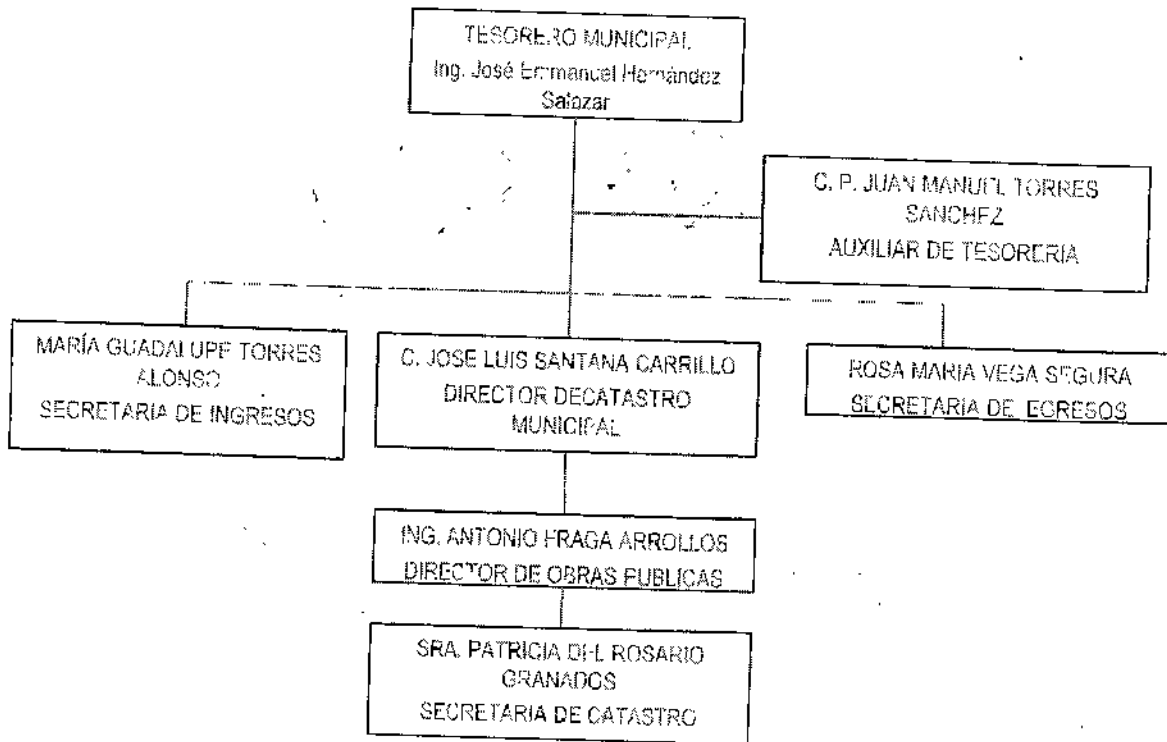 TESORERO MUNICIPAL
Ing. José Emmanuel Hernández
Salazar
C. P. JUAN MANUEL TORRES
SANCHEZ
AUXILIAR DE TESORERIA
MARÍA GUADALUPE TORRES
ALONSO
SECRETARIA DE INGRESOS
C. JOSE LUIS SANTANA CARRILLO
DIRECTOR DECATASTRO
MUNICIPAL
ROSA MARIA VEGA SEGURA
SECRETARIA DE EGRESOS
ING. ANTONIO FRAGA ARROLLOS
DIRECTOR DE OBRAS PUBLICAS
SRA. PATRICIA DEL ROSARIO
GRANADOS
SECRETARIA DE CATASTRO